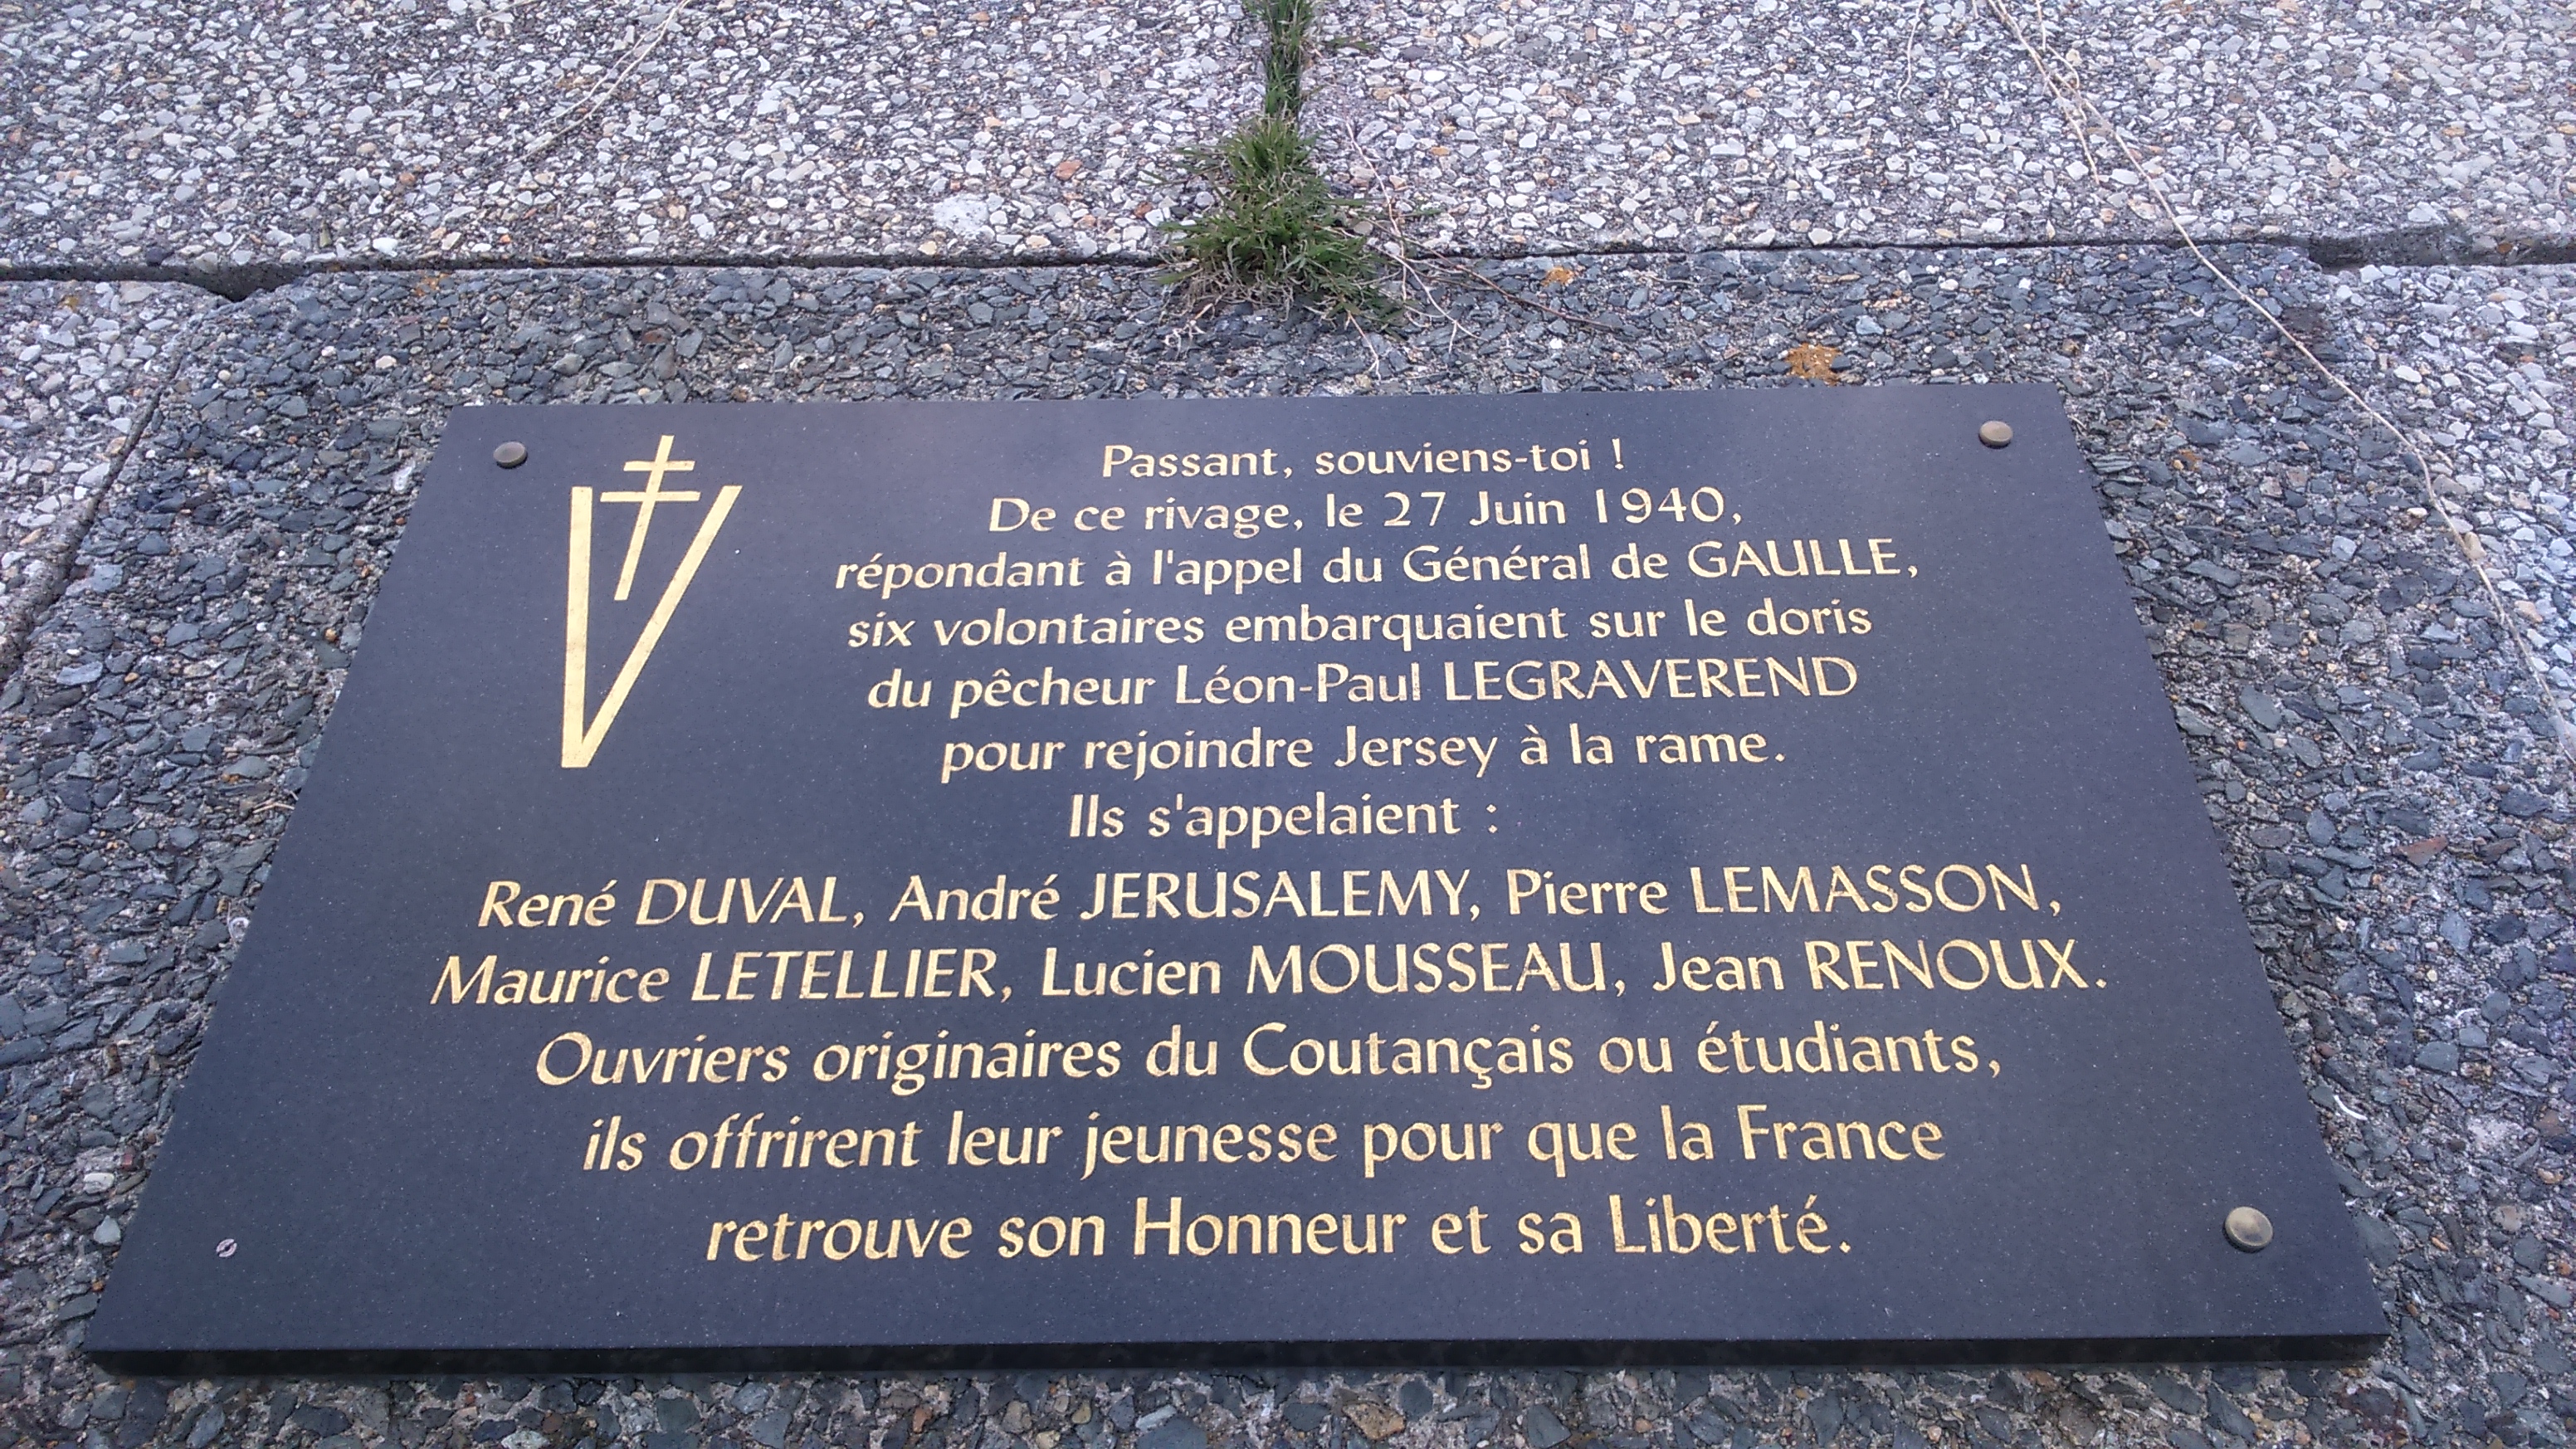 Passant, souviens-toi !
De ce rivage, le 27 Juin 1940,
répondant à l'appel du Général de GAULLE,
six volontaires embarquaient sur le doris
du pêcheur Léon-Paul LEGRAVEREND
pour rejoindre Jersey à la rame.
Ils s'appelaient :
René DUVAL, André JERUSALEMY, Pierre LEMASSON,
Maurice LETELLIER, Lucien MOUSSEAU, Jean RENOUX.
Ouvriers originaires du Coutançais ou étudiants,
ils offrirent leur jeunesse pour que la France
retrouve son Honneur et sa Liberté.